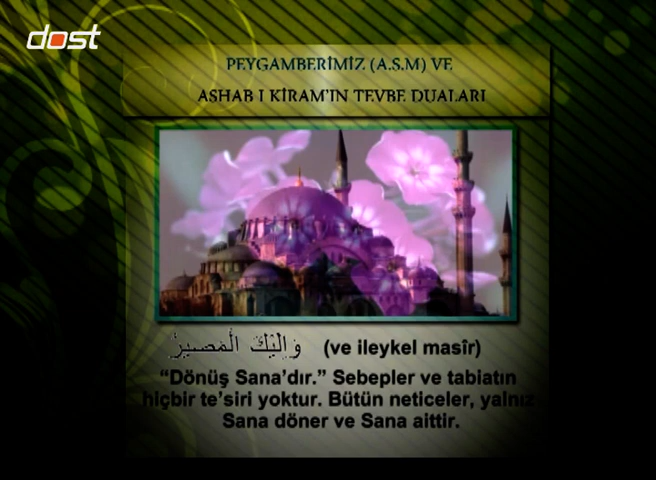 dost
PEYGAMBERİMİZ (A.S.M) VE
ASHAB I KİRAM'IN TEVBE DUALARI
وَاِلَيْكَ الْمَصِيرُ (ve ileykel masîr)
“Dönüş Sana’dır.” Sebepler ve tabiatın
hiçbir te’siri yoktur. Bütün neticeler, yalnız
Sana döner ve Sana aittir.